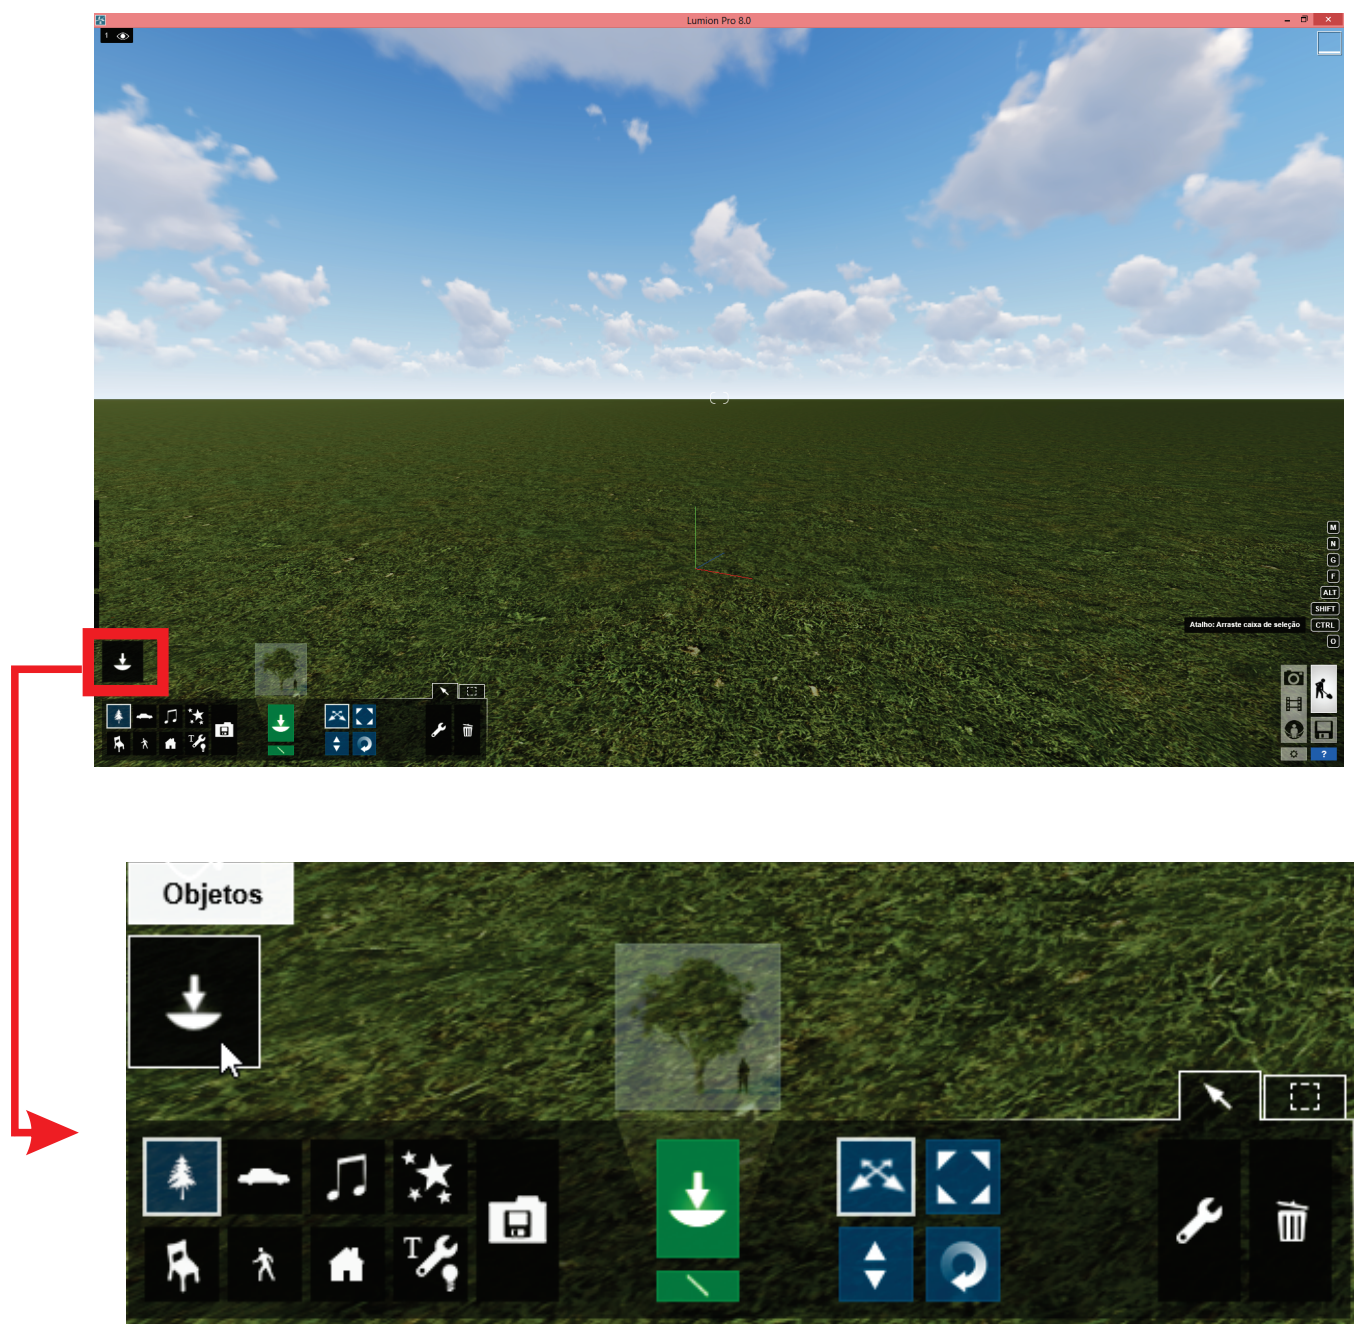 Lumion Pro 8.0
1
M
N
G
F
ALT
SHIFT
Atalho: Arraste caixa de seleção
CTRL
O
T
?
Objetos
T